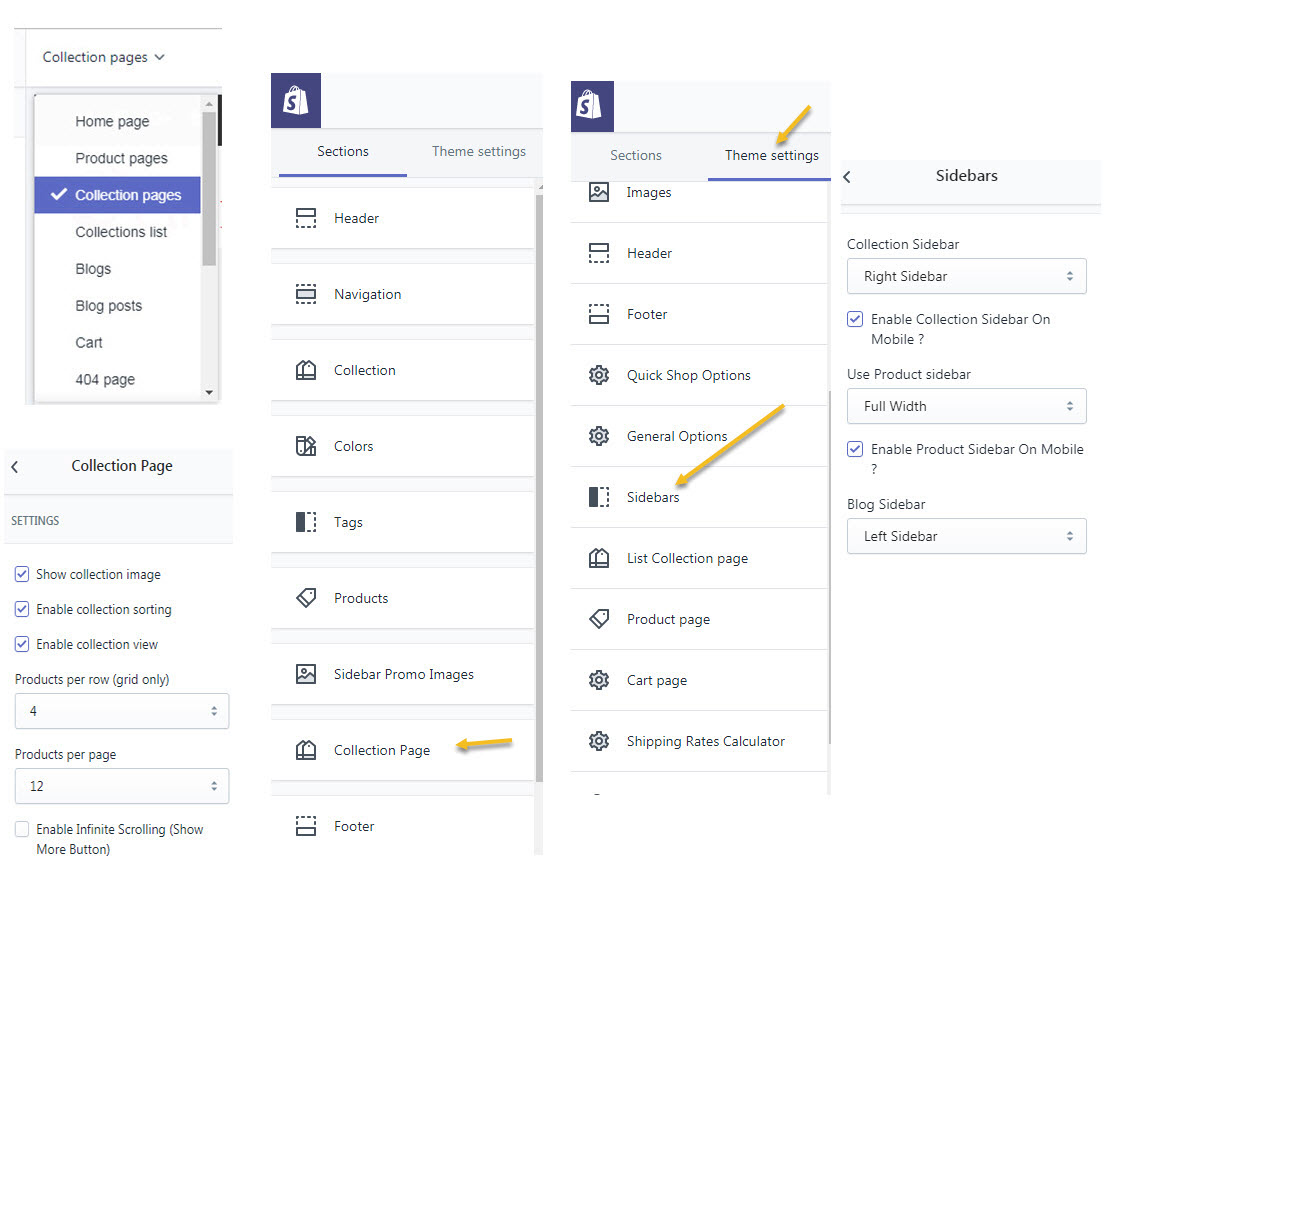 Collection pages
Home page
Product pages
Collection pages
Collections list
Blogs
Blog posts
Cart
404 page
Collection Page
SETTINGS
Show collection image
Enable collection sorting
Enable collection view
Products per row (grid only)
4
Products per page
12
Enable Infinite Scrolling (Show
More Button)
Sections Theme settings
Header
Navigation
Collection
Colors
Tags
Products
Sidebar Promo Images
Collection Page
Footer
Sections Theme settings
Images
Header
Footer
Quick Shop Options
General Options
Sidebars
List Collection page
Product page
Cart page
Shipping Rates Calculator
Sidebars
Collection Sidebar
Right Sidebar
Enable Collection Sidebar On
Mobile ?
Use Product sidebar
Full Width
Enable Product Sidebar On Mobile
?
Blog Sidebar
Left Sidebar